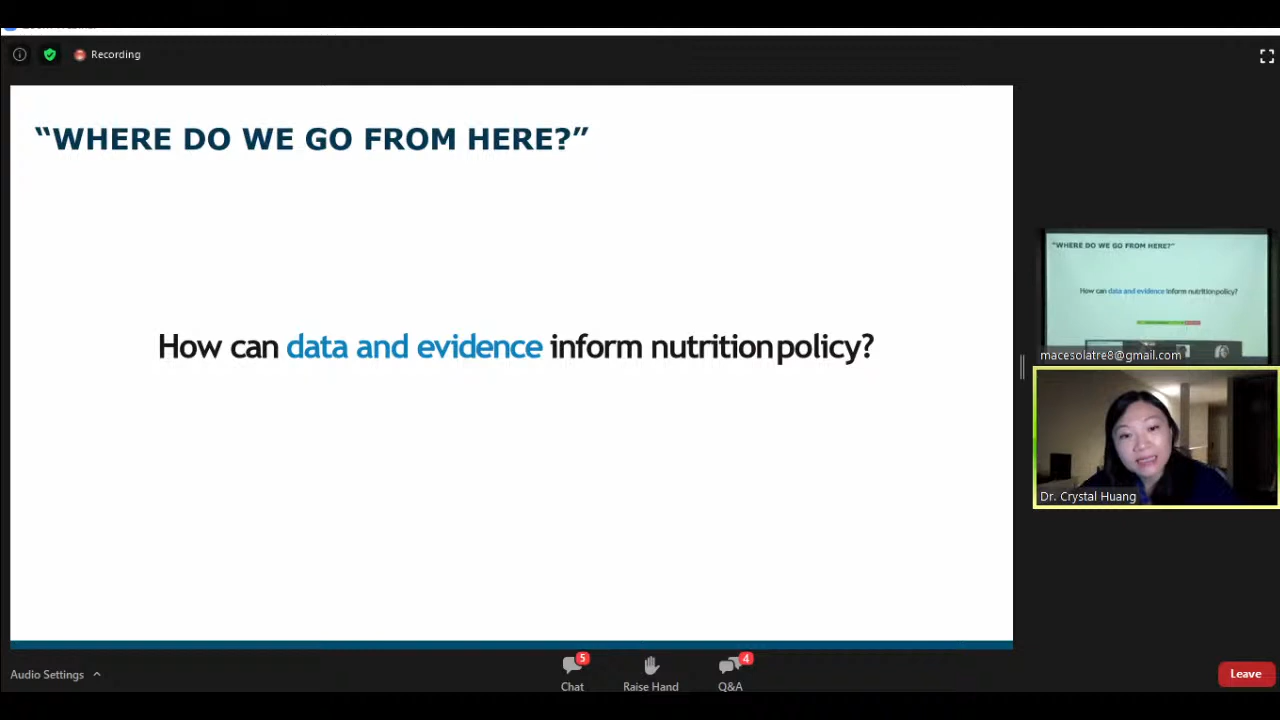 Recording
“WHERE DO WE GO FROM HERE?”
How can data and evidence inform nutrition policy?
“WHERE DO WE GO FROM HERE?”
How can data and evidence inform nutrition policy?
macesolatre8@gmail.com
Dr. Crystal Huang
Audio Settings
5
Chat
Raise Hand
4
Q&A
Leave